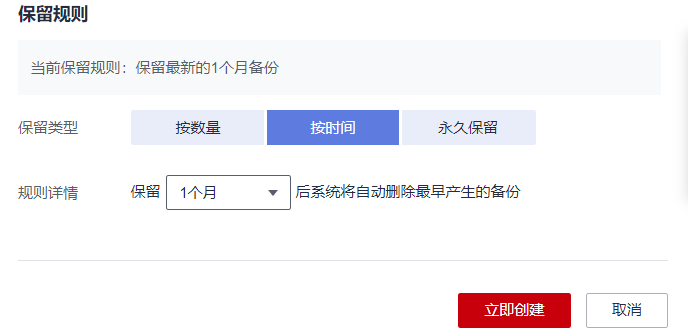 保留规则
当前保留规则：保留最新的1个月备份
保留类型 按数量 按时间 永久保留
规则详情 保留 1个月 后系统将自动删除最早产生的备份
立即创建 取消